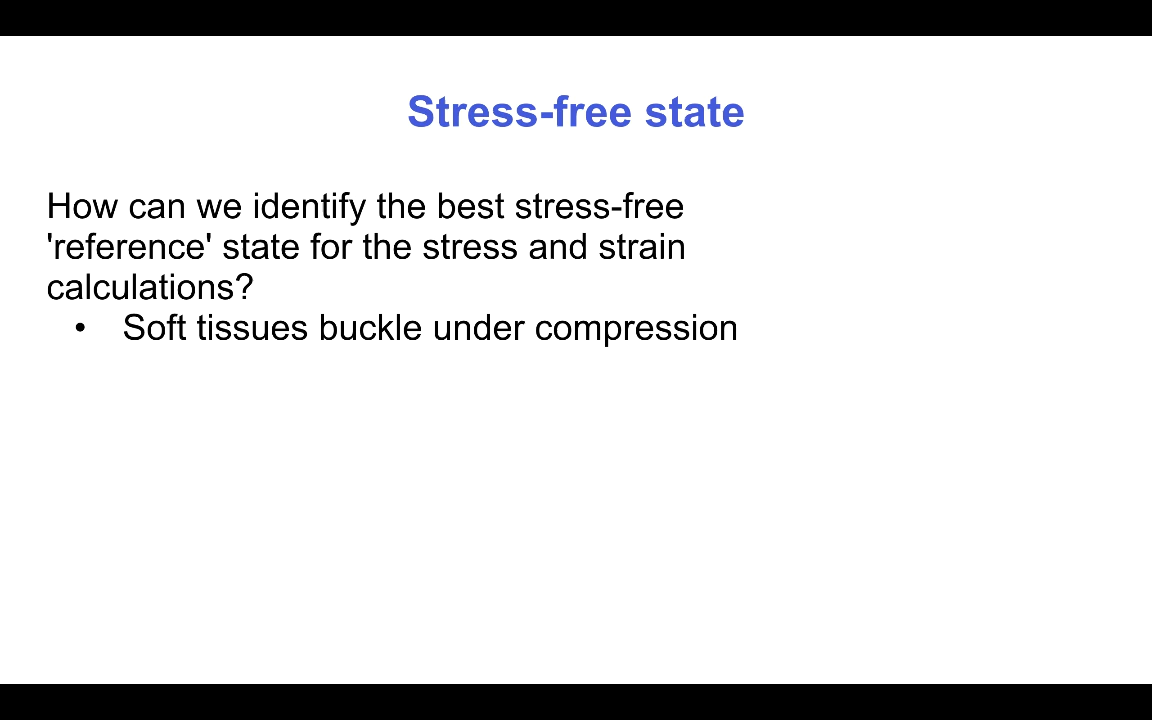 Stress-free state
How can we identify the best stress-free
'reference' state for the stress and strain
calculations?
• Soft tissues buckle under compression